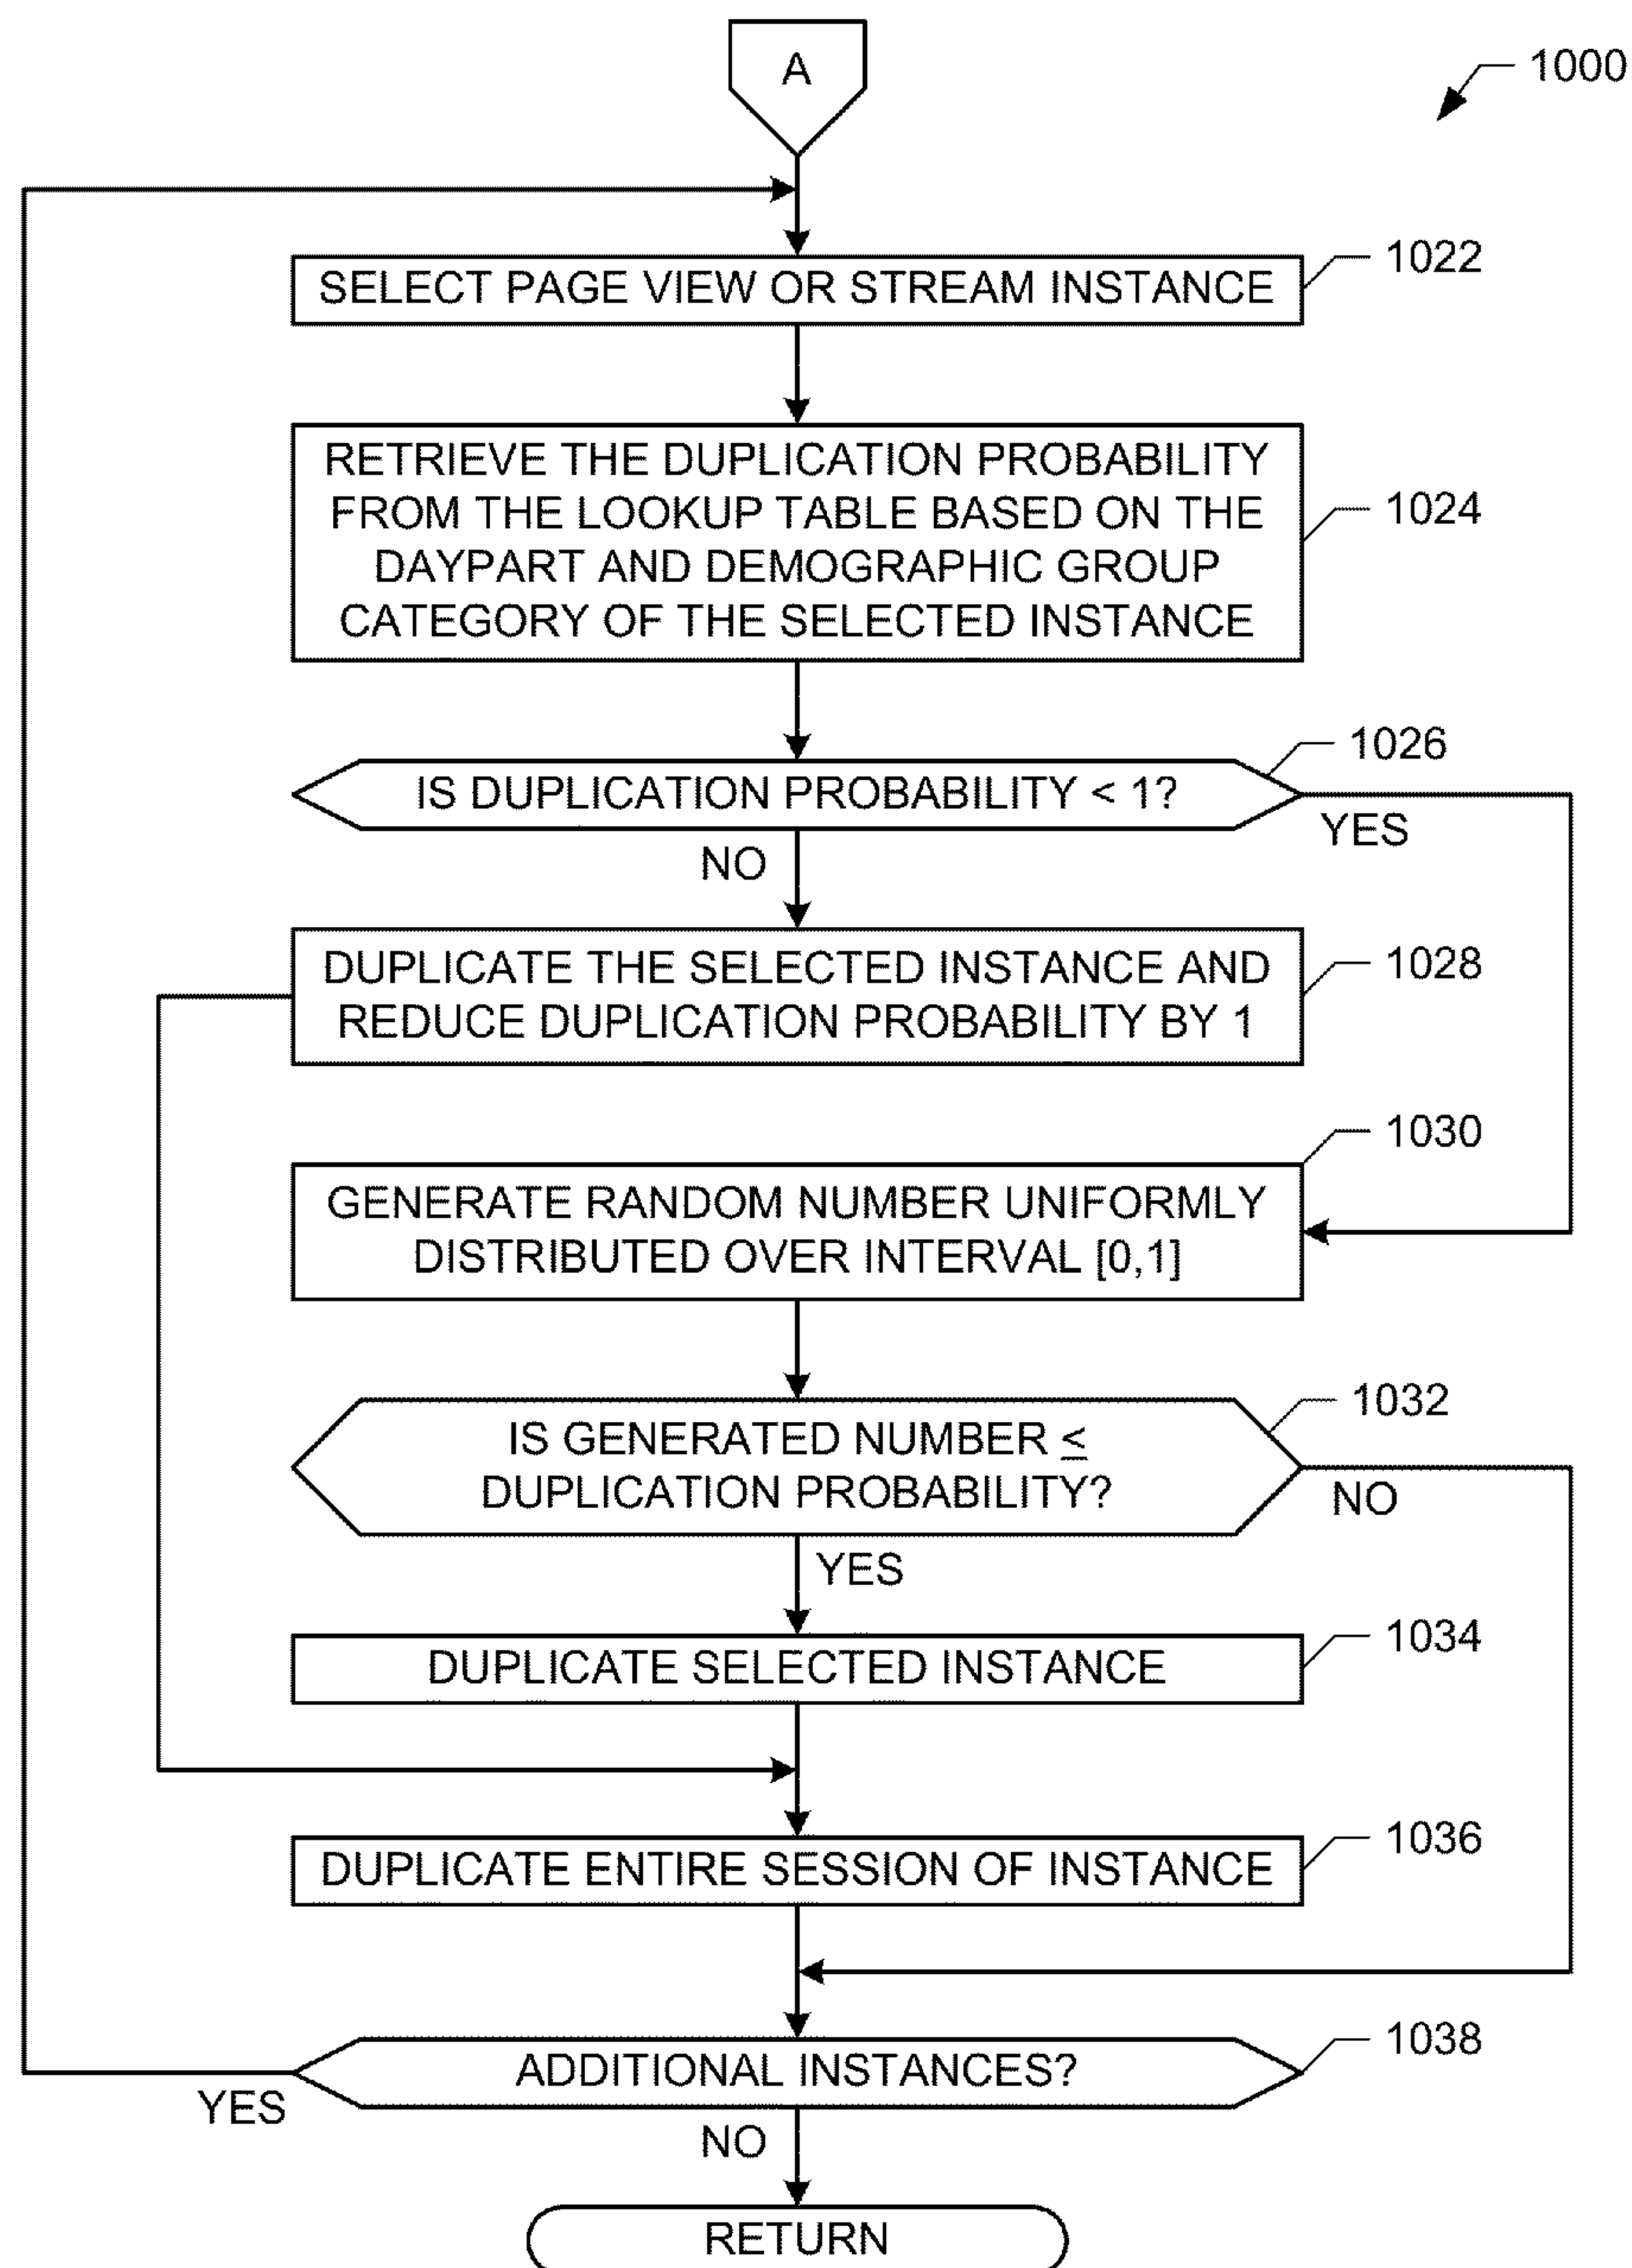 A
1000
SELECT PAGE VIEW OR STREAM INSTANCE
1022
RETRIEVE THE DUPLICATION PROBABILITY
FROM THE LOOKUP TABLE BASED ON THE
DAYPART AND DEMOGRAPHIC GROUP
CATEGORY OF THE SELECTED INSTANCE
1024
IS DUPLICATION PROBABILITY < 1?
1026
YES
NO
DUPLICATE THE SELECTED INSTANCE AND
REDUCE DUPLICATION PROBABILITY BY 1
1028
GENERATE RANDOM NUMBER UNIFORMLY
DISTRIBUTED OVER INTERVAL [0,1]
1030
IS GENERATED NUMBER ≤
DUPLICATION PROBABILITY?
1032
NO
YES
DUPLICATE SELECTED INSTANCE
1034
DUPLICATE ENTIRE SESSION OF INSTANCE
1036
ADDITIONAL INSTANCES?
1038
YES
NO
RETURN